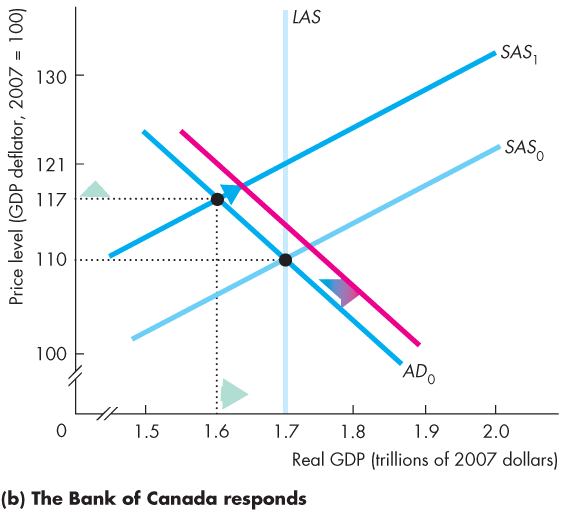 Price level (GDP deflator, 2007 = 100)
LAS
SAS1
130
SAS0
121
117
110
100
AD0
0
1.5
1.6
1.7
1.8
1.9
2.0
Real GDP (trillions of 2007 dollars)
(b) The Bank of Canada responds